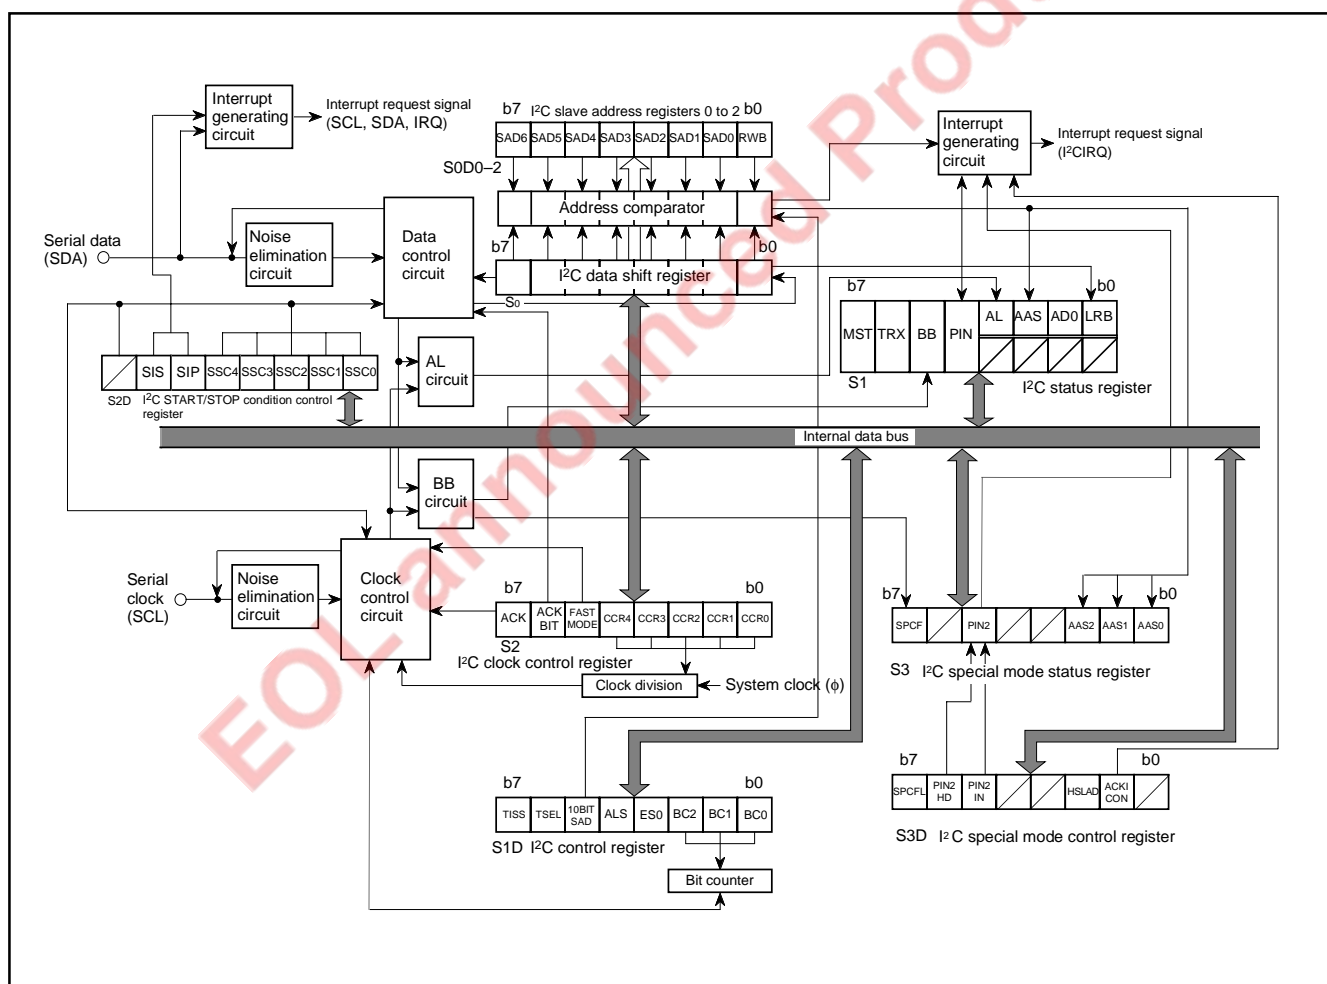 Interrupt
generating
circuit
Interrupt request signal
(SCL, SDA, IRQ)
b7 I²C slave address registers 0 to 2 b0
SAD6 SAD5 SAD4 SAD3 SAD2 SAD1 SAD0 RWB
S0D0–2
Interrupt
generating
circuit
Interrupt request signal
(I²CIRQ)
Address comparator
Serial data
(SDA)
Noise
elimination
circuit
Data
control
circuit
b7 b0
I²C data shift register
S0
b7 b0
MST TRX BB PIN AL AAS AD0 LRB
S1
I²C status register
SIS SIP SSC4 SSC3 SSC2 SSC1 SSC0
S2D I²C START/STOP condition control
register
AL
circuit
Internal data bus
BB
circuit
Serial
clock
(SCL)
Noise
elimination
circuit
Clock
control
circuit
b7 b0
ACK ACK BIT FAST MODE CCR4 CCR3 CCR2 CCR1 CCR0
S2
I²C clock control register
Clock division
System clock (ϕ)
b7 b0
SPCF PIN2 AAS2 AAS1 AAS0
S3 I²C special mode status register
b7 b0
TISS TSEL 10BIT SAD ALS ES0 BC2 BC1 BC0
S1D I²C control register
Bit counter
b7 b0
SPCFL PIN2 HD PIN2 IN HSLAD ACKI CON
S3D I² C special mode control register
EOL announced Produ